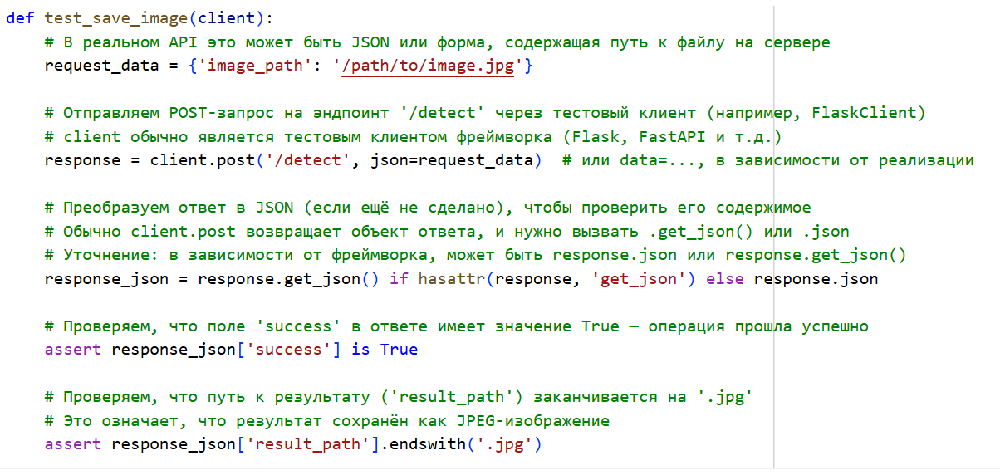 def test_save_image(client):
    # В реальном API это может быть JSON или форма, содержащая путь к файлу на сервере
    request_data = {'image_path': '/path/to/image.jpg'}
    # Отправляем POST-запрос на эндпоинт '/detect' через тестовый клиент (например, FlaskClient)
    # client обычно является тестовым клиентом фреймворка (Flask, FastAPI и т.д.)
    response = client.post('/detect', json=request_data)  # или data=..., в зависимости от реализации
    # Преобразуем ответ в JSON (если ещё не сделано), чтобы проверить его содержимое
    # Обычно client.post возвращает объект ответа, и нужно вызвать .get_json() или .json
    # Уточнение: в зависимости от фреймворка, может быть response.json или response.get_json()
    response_json = response.get_json() if hasattr(response, 'get_json') else response.json
    # Проверяем, что поле 'success' в ответе имеет значение True — операция прошла успешно
    assert response_json['success'] is True
    # Проверяем, что путь к результату ('result_path') заканчивается на '.jpg'
    # Это означает, что результат сохранён как JPEG-изображение
    assert response_json['result_path'].endswith('.jpg')